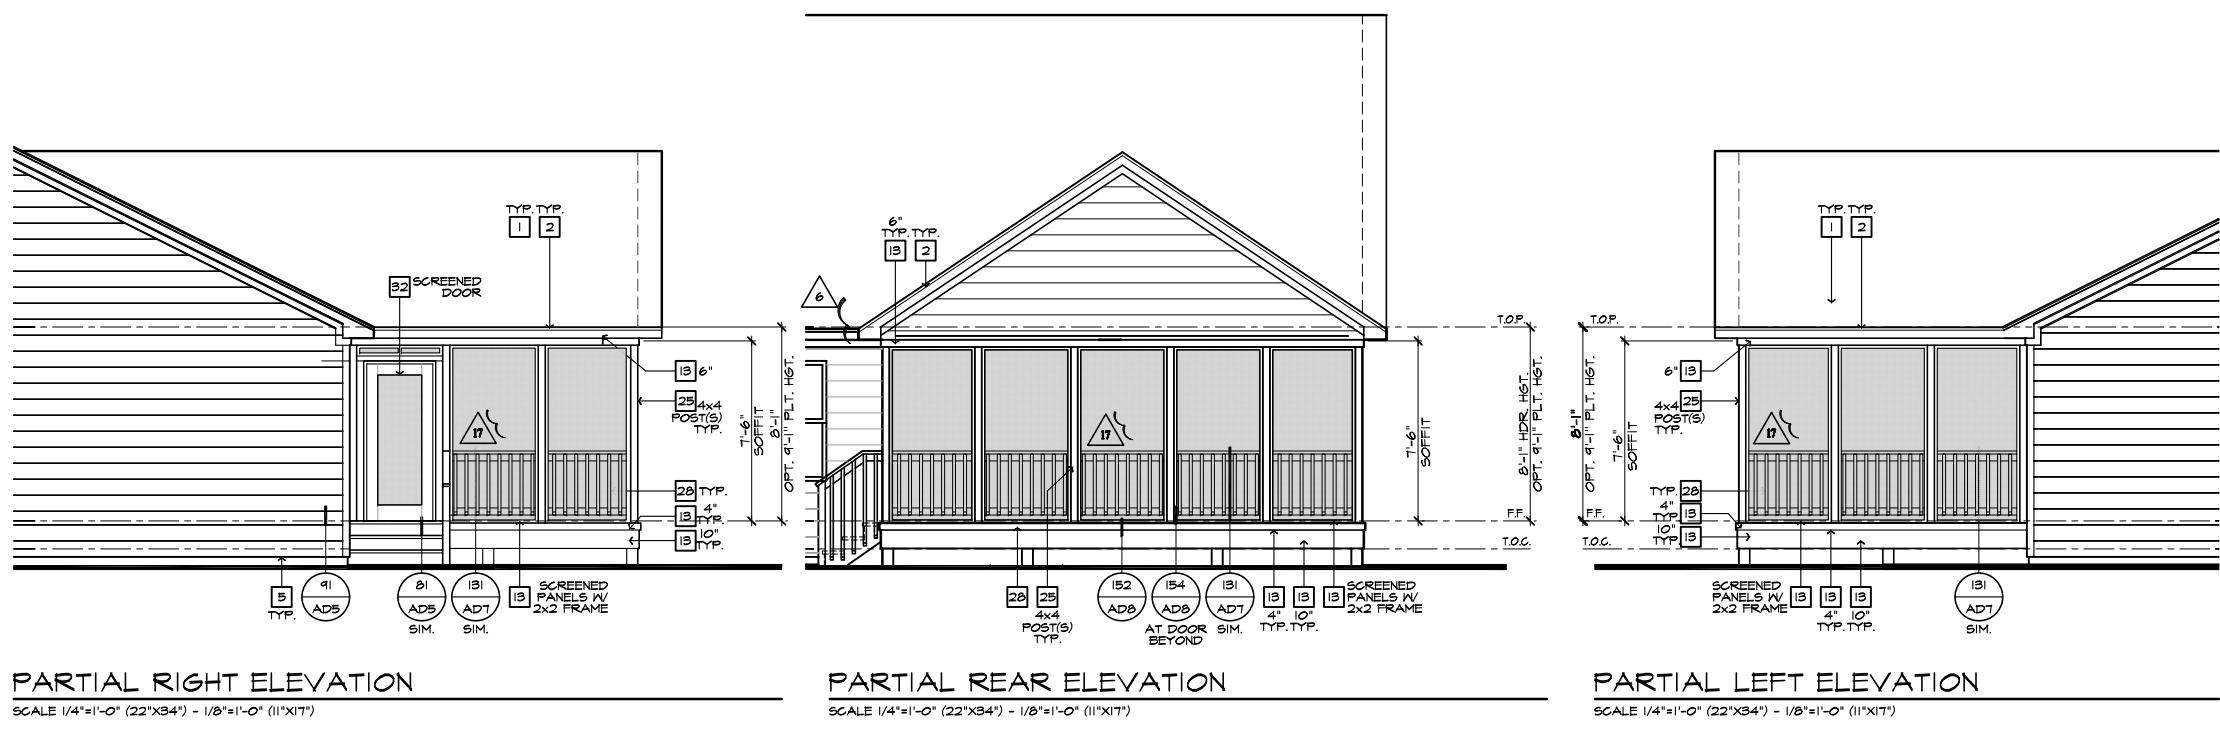 TYP. TYP.
1 2
32 SCREENED
DOOR
13 6"
25 4x4
POST(S)
TYP.
17
7'-6"
SOFFIT
8'-1"
OPT. 9'-1" PLT. HGT.
28 TYP.
13 4"
TYP.
13 10"
TYP.
5
TYP.
91
AD5
81
AD5
SIM.
131
AD7
SIM.
13
SCREENED
PANELS W/
2x2 FRAME
PARTIAL RIGHT ELEVATION
SCALE 1/4"=1'-0" (22"X34") - 1/8"=1'-0" (11"X17")
6"
TYP. TYP.
13 2
6
17
T.O.P.
7'-6"
SOFFIT
8'-1" HDR. HGT.
OPT. 9'-1" PLT. HGT.
F.F.
T.O.C.
28
25
4x4
POST(S)
TYP.
152
AD8
154
AD8
AT DOOR
BEYOND
131
AD7
SIM.
13
4"
TYP.
13
10"
TYP.
13
SCREENED
PANELS W/
2x2 FRAME
PARTIAL REAR ELEVATION
SCALE 1/4"=1'-0" (22"X34") - 1/8"=1'-0" (11"X17")
TYP. TYP.
1 2
T.O.P.
8'-1"
OPT. 9'-1" PLT. HGT.
7'-6"
SOFFIT
6" 13
4x4 25
POST(S)
TYP.
17
TYP. 28
4"
TYP. 13
10"
TYP. 13
F.F.
T.O.C.
SCREENED
PANELS W/
2x2 FRAME
13
13
4"
TYP.
13
10"
TYP.
131
AD7
SIM.
PARTIAL LEFT ELEVATION
SCALE 1/4"=1'-0" (22"X34") - 1/8"=1'-0" (11"X17")